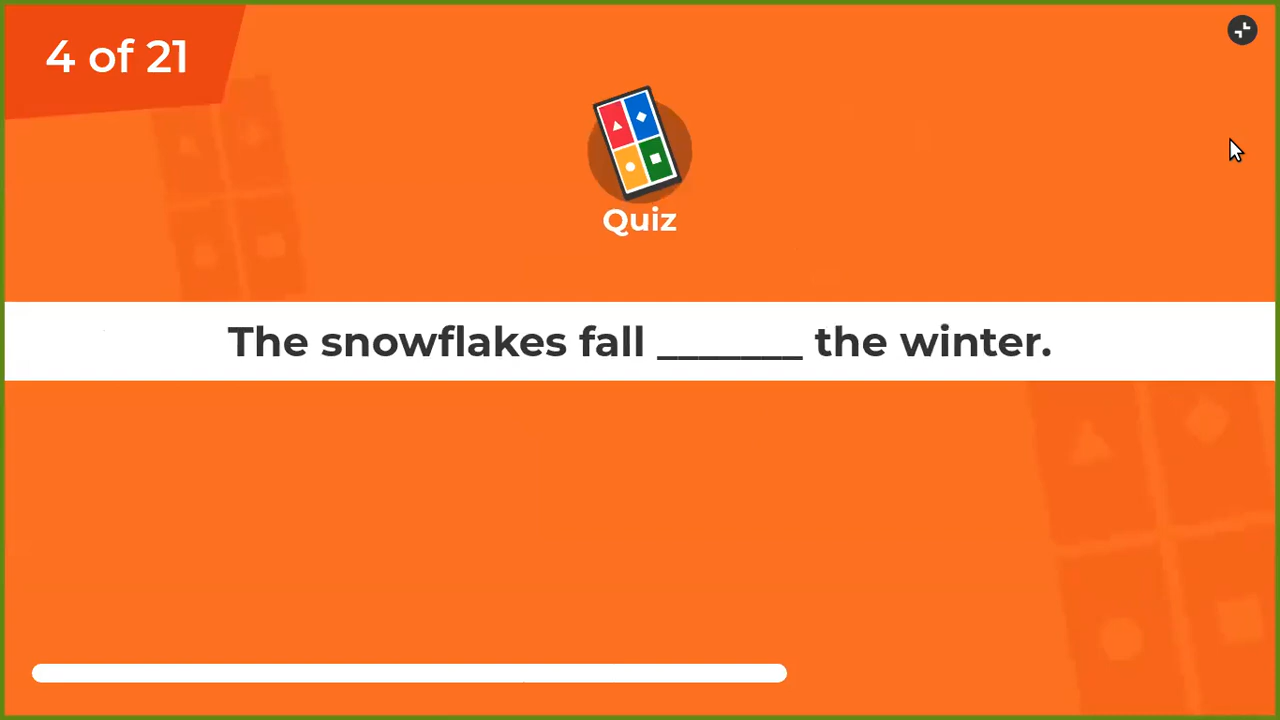 4 of 21
Quiz
The snowflakes fall _______ the winter.